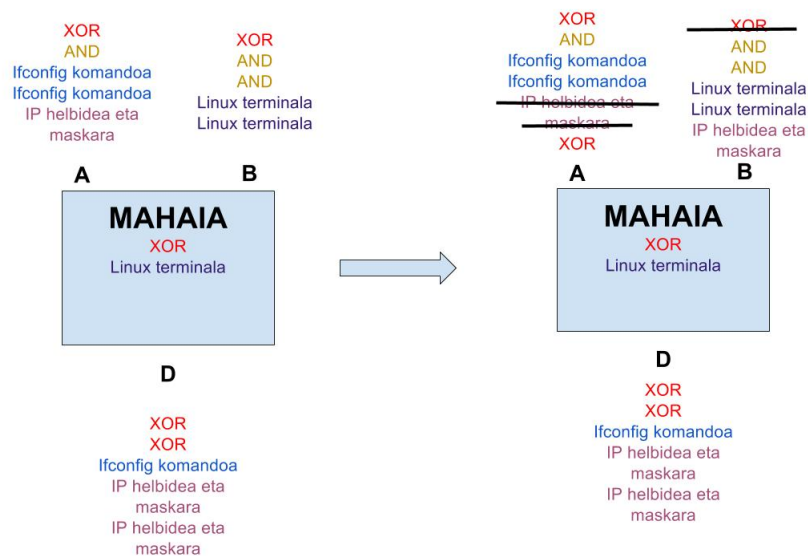 XOR
AND
Ifconfig komandoa
Ifconfig komandoa
IP helbidea eta
maskara
A
XOR
AND
AND
Linux terminala
Linux terminala
B
MAHAIA
XOR
Linux terminala
D
XOR
XOR
Ifconfig komandoa
IP helbidea eta
maskara
IP helbidea eta
maskara
XOR
AND
Ifconfig komandoa
Ifconfig komandoa
IP helbidea eta
maskara
XOR
A
XOR
AND
AND
Linux terminala
Linux terminala
IP helbidea eta
maskara
B
MAHAIA
XOR
Linux terminala
D
XOR
XOR
Ifconfig komandoa
IP helbidea eta
maskara
IP helbidea eta
maskara